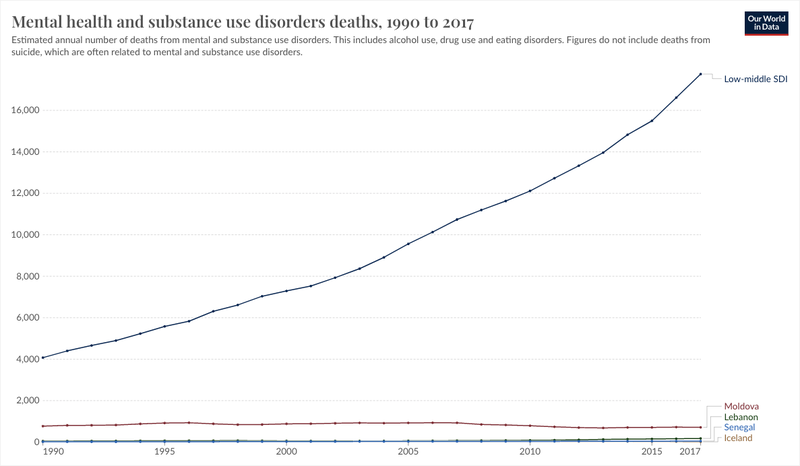 Mental health and substance use disorders deaths, 1990 to 2017
Our World
in Data
Estimated annual number of deaths from mental and substance use disorders. This includes alcohol use, drug use and eating disorders. Figures do not include deaths from
suicide, which are often related to mental and substance use disorders.
Low-middle SDI
16,000
14,000
12,000
10,000
8,000
6,000
4,000
2,000
0
Moldova
Lebanon
Senegal
Iceland
1990
1995
2000
2005
2010
2015
2017